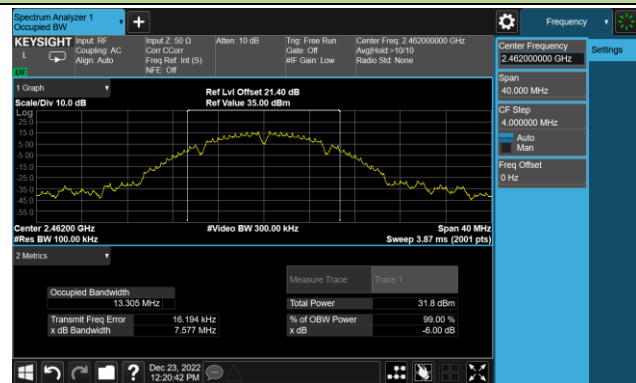 Spectrum Analyzer 1
Occupied BW
Frequency
KEYSIGHT
L
Input: RF
Coupling: AC
Align: Auto
Input Z: 50 Ω
Corr CCorr
Freq Ref: Int (S)
NFE: Off
Atten: 10 dB
Trig: Free Run
Gate: Off
#IF Gain: Low
Center Freq: 2.462000000 GHz
Avg|Hold:>10/10
Radio Std: None
Center Frequency
2.462000000 GHz
Settings
Span
40.000 MHz
CF Step
4.000000 MHz
Auto
Man
Freq Offset
0 Hz
1 Graph
Scale/Div 10.0 dB
Ref Lvl Offset 21.40 dB
Ref Value 35.00 dBm
Log
25.0
15.0
5.00
-5.00
-15.0
-25.0
-35.0
-45.0
-55.0
Center 2.46200 GHz
#Video BW 300.00 kHz
Span 40 MHz
#Res BW 100.00 kHz
Sweep 3.87 ms (2001 pts)
2 Metrics
Measure Trace
Trace 1
Occupied Bandwidth
13.305 MHz
Total Power
31.8 dBm
Transmit Freq Error
16.194 kHz
% of OBW Power
99.00 %
x dB Bandwidth
7.577 MHz
x dB
-6.00 dB
?
Dec 23, 2022
12:20:42 PM